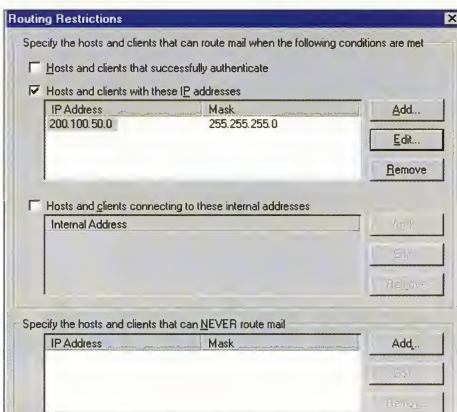 Routing Restrictions
Specify the hosts and clients that can route mail when the following conditions are met
Hosts and clients that successfully authenticate
Hosts and clients with these IP addresses
IP Address Mask Add...
200.100.50.0 255.255.255.0
Edit...
Remove
Hosts and clients connecting to these internal addresses
Internal Address Add...
Edit...
Remove
Specify the hosts and clients that can NEVER route mail
IP Address Mask Add...
Edit...
Remove